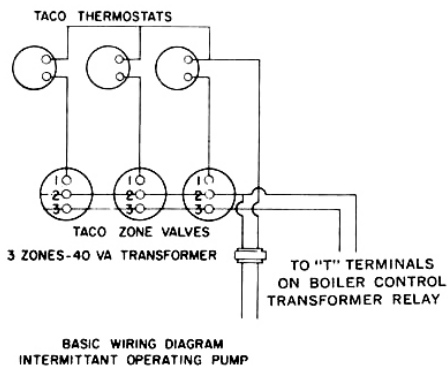 TACO THERMOSTATS
1 1 1
2 2 2
3 3 3
TACO ZONE VALVES
3 ZONES-40 VA TRANSFORMER
TO "T" TERMINALS
ON BOILER CONTROL
TRANSFORMER RELAY
BASIC WIRING DIAGRAM
INTERMITTANT OPERATING PUMP